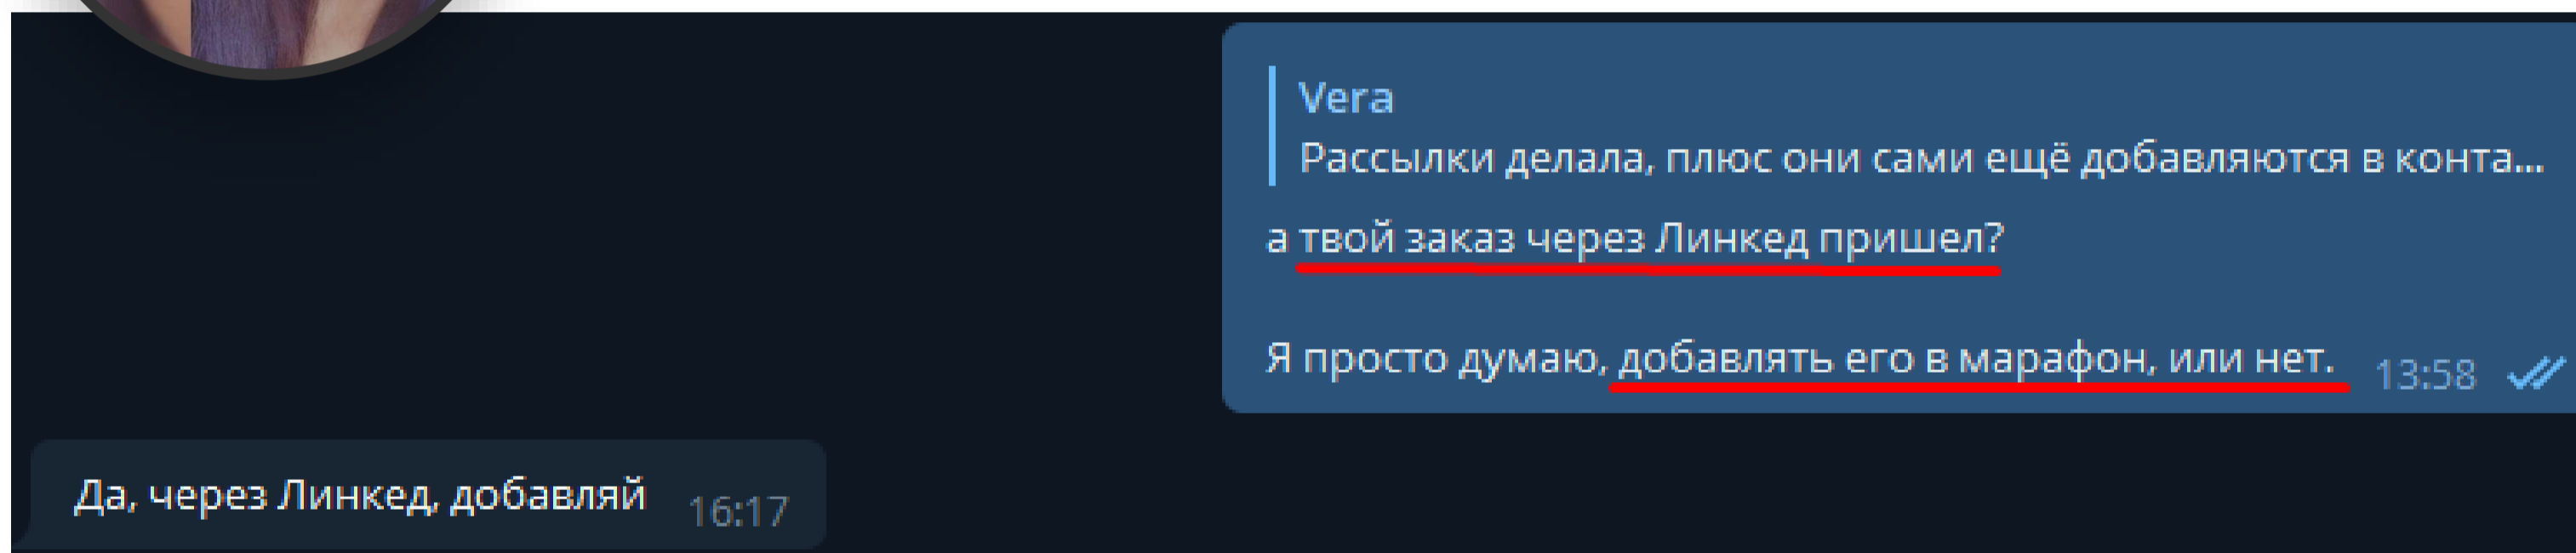 Vera
Рассылки делала, плюс они сами ещё добавляются в конта...
а твой заказ через Линкед пришел?
Я просто думаю, добавлять его в марафон, или нет. 13:58
Да, через Линкед, добавляй 16:17